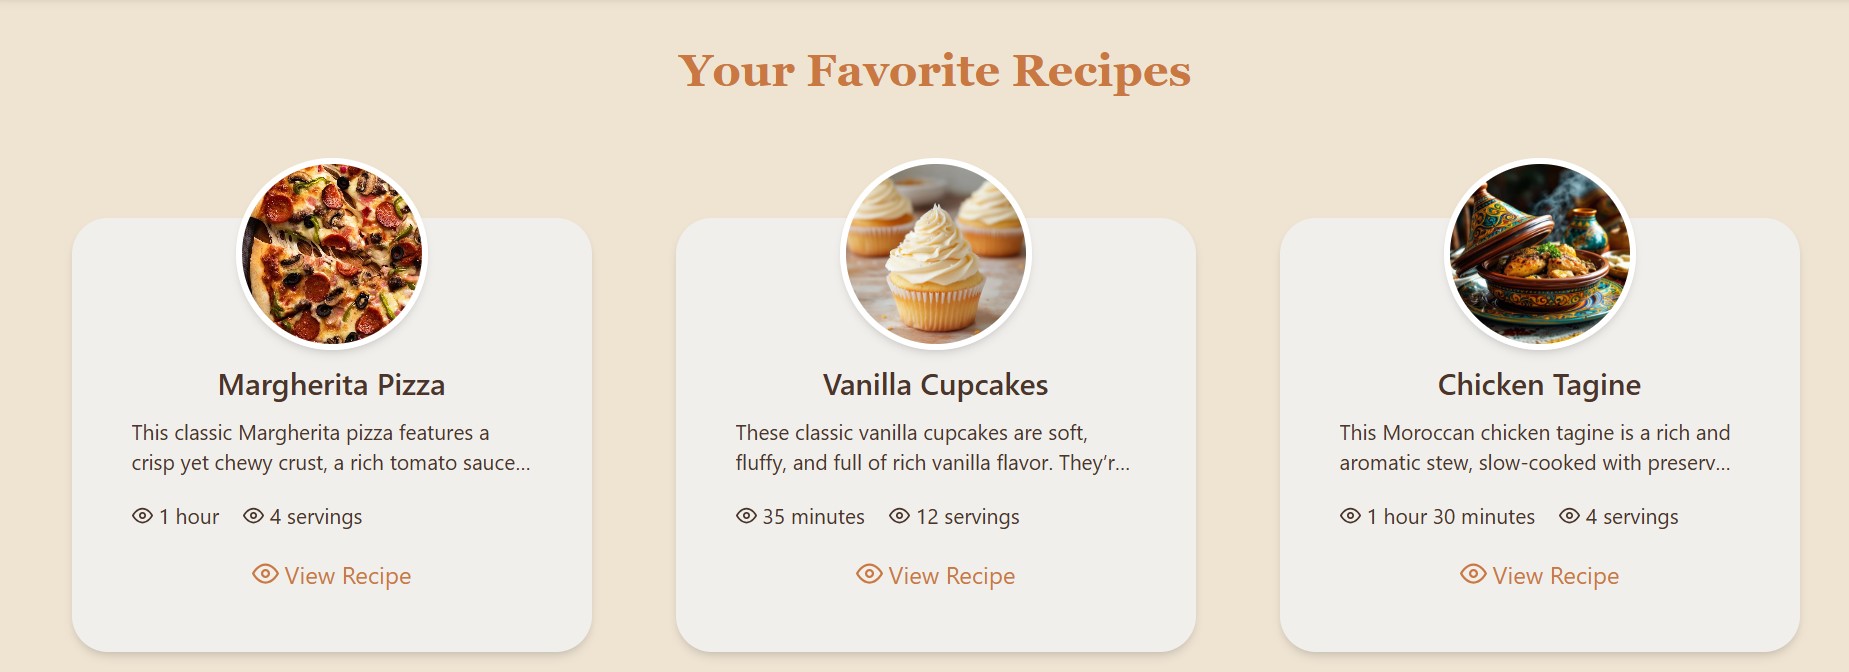 Your Favorite Recipes
Margherita Pizza
This classic Margherita pizza features a
crisp yet chewy crust, a rich tomato sauce...
1 hour 4 servings
View Recipe
Vanilla Cupcakes
These classic vanilla cupcakes are soft,
fluffy, and full of rich vanilla flavor. They’r...
35 minutes 12 servings
View Recipe
Chicken Tagine
This Moroccan chicken tagine is a rich and
aromatic stew, slow-cooked with preserv...
1 hour 30 minutes 4 servings
View Recipe